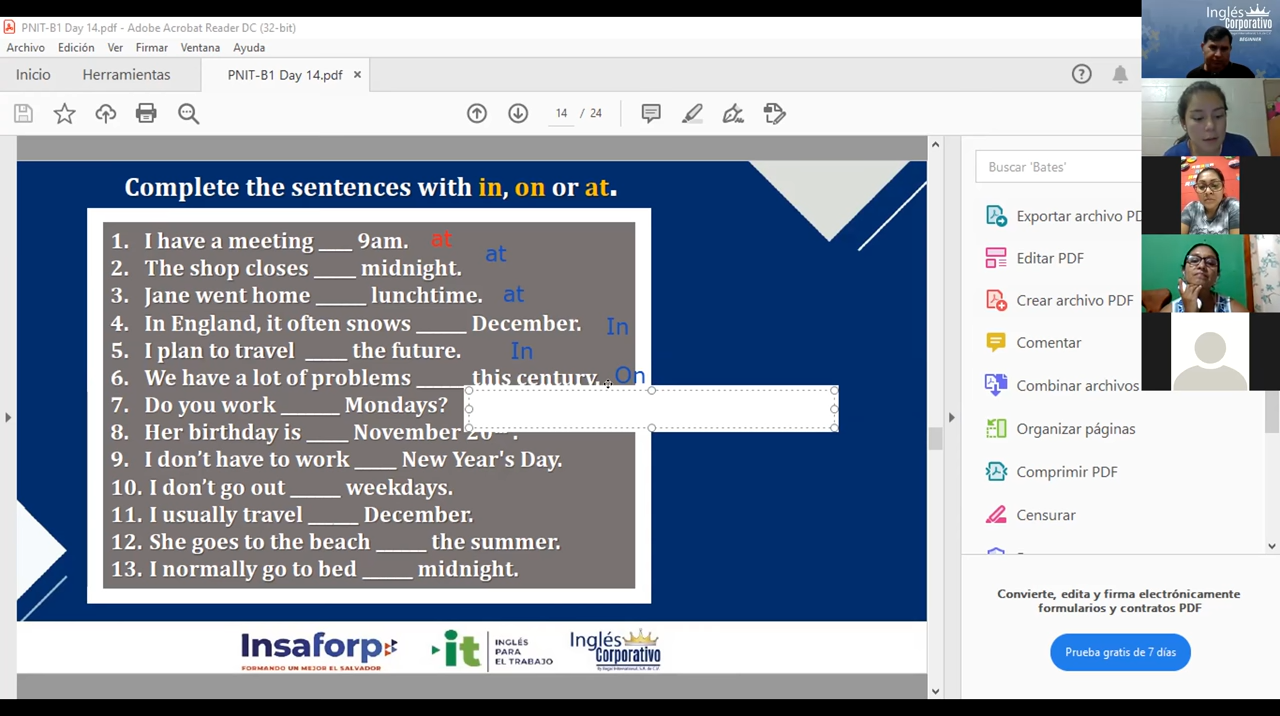 PNIT-B1 Day 14.pdf - Adobe Acrobat Reader DC (32-bit)
Archivo Edición Ver Firmar Ventana Ayuda
Inicio Herramientas PNIT-B1 Day 14.pdf ×
14 / 24
Complete the sentences with in, on or at.
1. I have a meeting ____ 9am. at
2. The shop closes _____ midnight. at
3. Jane went home ______ lunchtime. at
4. In England, it often snows ______ December. In
5. I plan to travel _____ the future. In
6. We have a lot of problems ______ this century. On
7. Do you work _______ Mondays?
8. Her birthday is _____ November
9. I don't have to work _____ New Year's Day.
10. I don't go out ______ weekdays.
11. I usually travel ______ December.
12. She goes to the beach ______ the summer.
13. I normally go to bed ______ midnight.
Insaforp
FORMANDO UN MEJOR EL SALVADOR
it
INGLÉS
PARA
EL TRABAJO
Inglés
Corporativo
Buscar 'Bates'
Exportar archivo PD
Editar PDF
Crear archivo PDF
Comentar
Combinar archivos
Organizar páginas
Comprimir PDF
Censurar
Convierte, edita y firma electrónicamente
formularios y contratos PDF
Prueba gratis de 7 días
Inglés
Corporativo
BEGINNER